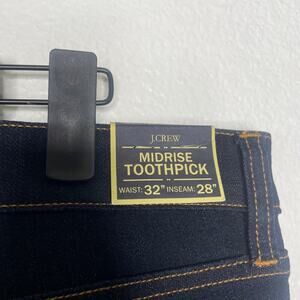 J.CREW
MIDRISE
TOOTHPICK
WAIST: 32" INSEAM: 28"